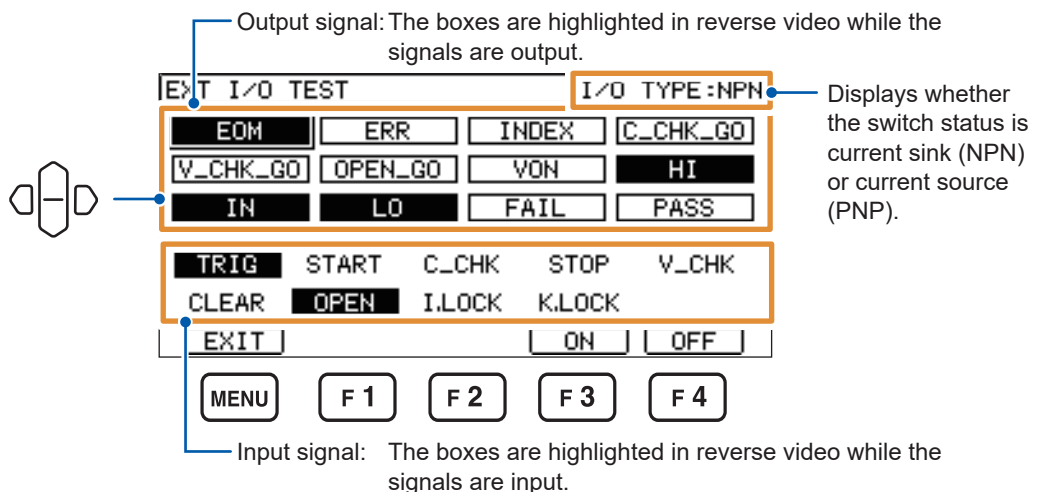 Output signal: The boxes are highlighted in reverse video while the
signals are output.
EXT I/O TEST I/O TYPE:NPN
EOM ERR INDEX C_CHK_GO
V_CHK_GO OPEN_GO VON HI
IN LO FAIL PASS
Displays whether
the switch status is
current sink (NPN)
or current source
(PNP).
TRIG START C_CHK STOP V_CHK
CLEAR OPEN I.LOCK K.LOCK
EXIT ON OFF
MENU F 1 F 2 F 3 F 4
Input signal: The boxes are highlighted in reverse video while the
signals are input.